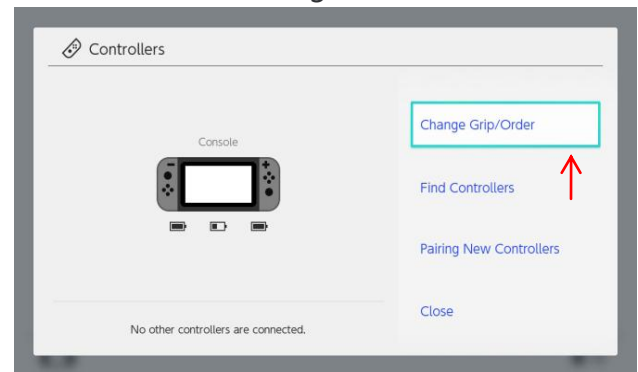 Controllers
Console
Change Grip/Order
Find Controllers
Pairing New Controllers
Close
No other controllers are connected.